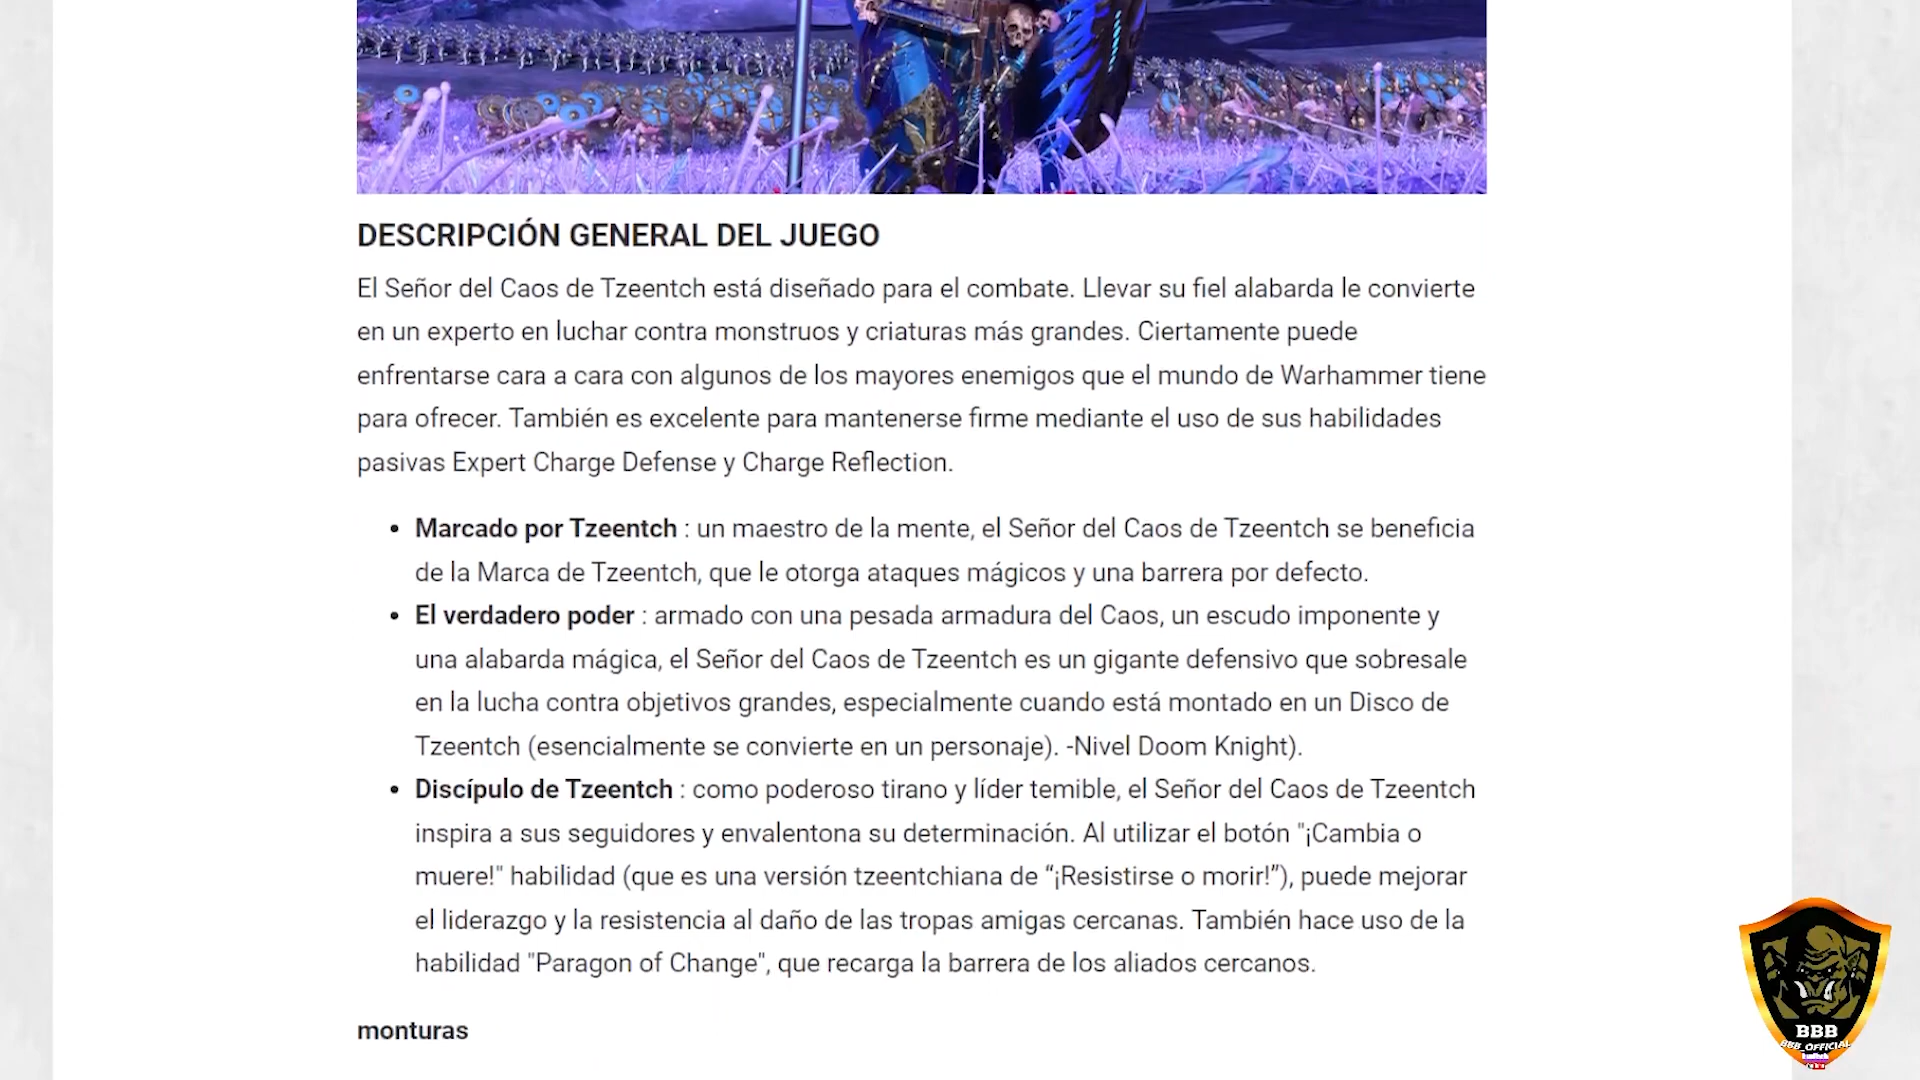 DESCRIPCIÓN GENERAL DEL JUEGO
El Señor del Caos de Tzeentch está diseñado para el combate. Llevar su fiel alabarda le convierte
en un experto en luchar contra monstruos y criaturas más grandes. Ciertamente puede
enfrentarse cara a cara con algunos de los mayores enemigos que el mundo de Warhammer tiene
para ofrecer. También es excelente para mantenerse firme mediante el uso de sus habilidades
pasivas Expert Charge Defense y Charge Reflection.
• Marcado por Tzeentch : un maestro de la mente, el Señor del Caos de Tzeentch se beneficia
de la Marca de Tzeentch, que le otorga ataques mágicos y una barrera por defecto.
• El verdadero poder : armado con una pesada armadura del Caos, un escudo imponente y
una alabarda mágica, el Señor del Caos de Tzeentch es un gigante defensivo que sobresale
en la lucha contra objetivos grandes, especialmente cuando está montado en un Disco de
Tzeentch (esencialmente se convierte en un personaje). -Nivel Doom Knight).
• Discípulo de Tzeentch : como poderoso tirano y líder temible, el Señor del Caos de Tzeentch
inspira a sus seguidores y envalentona su determinación. Al utilizar el botón "¡Cambia o
muere!" habilidad (que es una versión tzeentchiana de “¡Resistirse o morir!”), puede mejorar
el liderazgo y la resistencia al daño de las tropas amigas cercanas. También hace uso de la
habilidad "Paragon of Change", que recarga la barrera de los aliados cercanos.
monturas
BBB
BBB_OFFICIAL